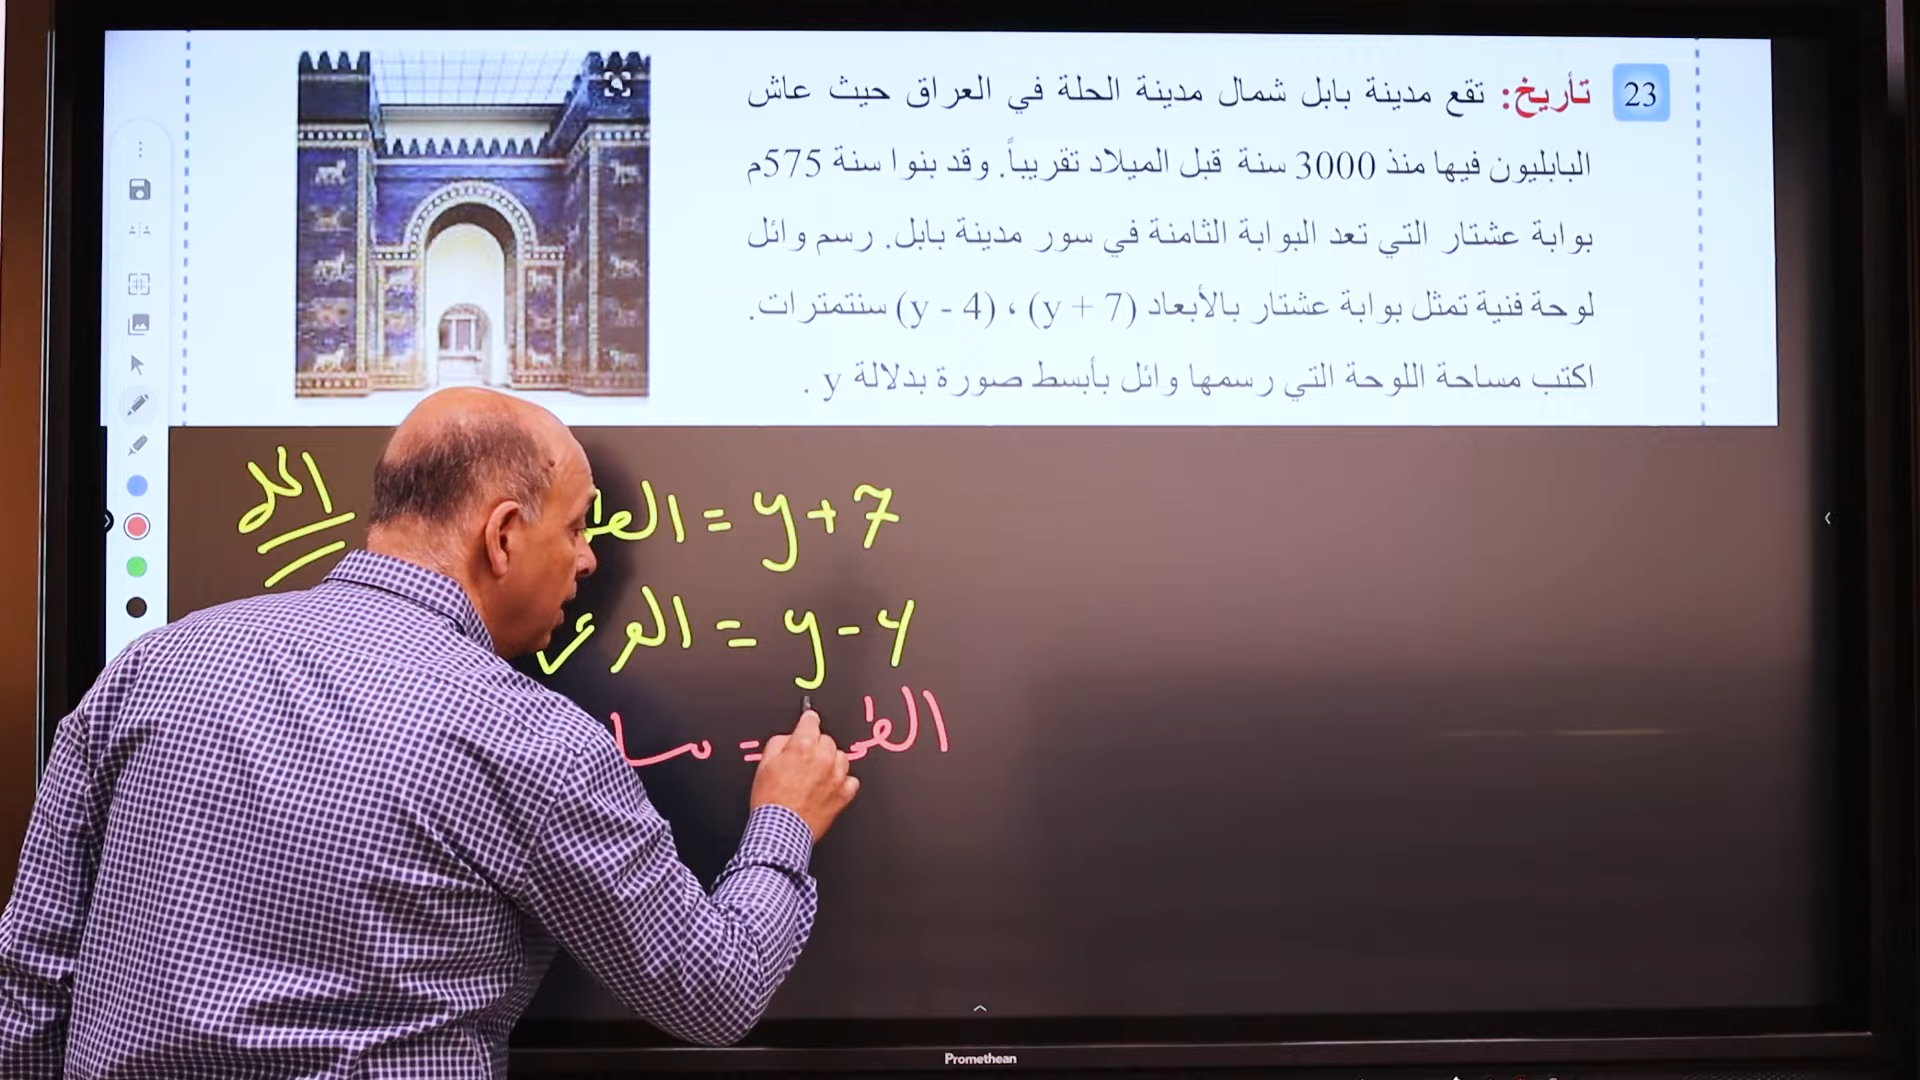 23 تأريخ: تقع مدينة بابل شمال مدينة الحلة في العراق حيث عاش
البابليون فيها منذ 3000 سنة قبل الميلاد تقريباً. وقد بنوا سنة 575م
بوابة عشتار التي تعد البوابة الثامنة في سور مدينة بابل. رسم وائل
لوحة فنية تمثل بوابة عشتار بالأبعاد (y + 7) ، (y - 4) سنتمترات.
اكتب مساحة اللوحة التي رسمها وائل بأبسط صورة بدلالة y .
الحل
= y + 7
= y - 4
=
Promethean